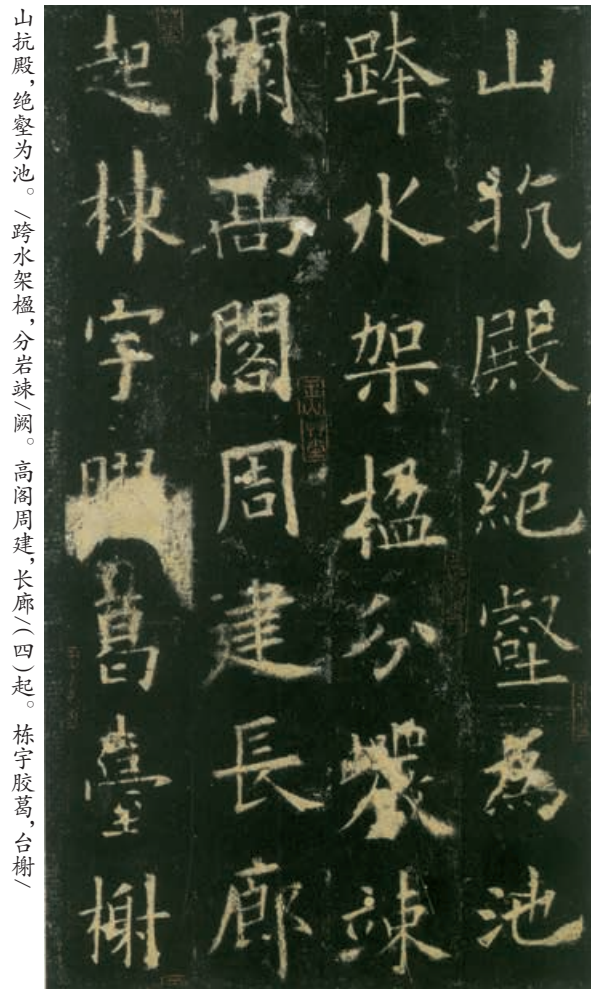 山抗殿絕壑為池
跨水架楹分巖竦
闕高閣周建長廊
起棟宇葛臺榭
山抗殿，绝壑为池。/跨水架楹，分岩竦/阙。高阁周建，长廊/（四）起。栋宇胶葛，台榭/